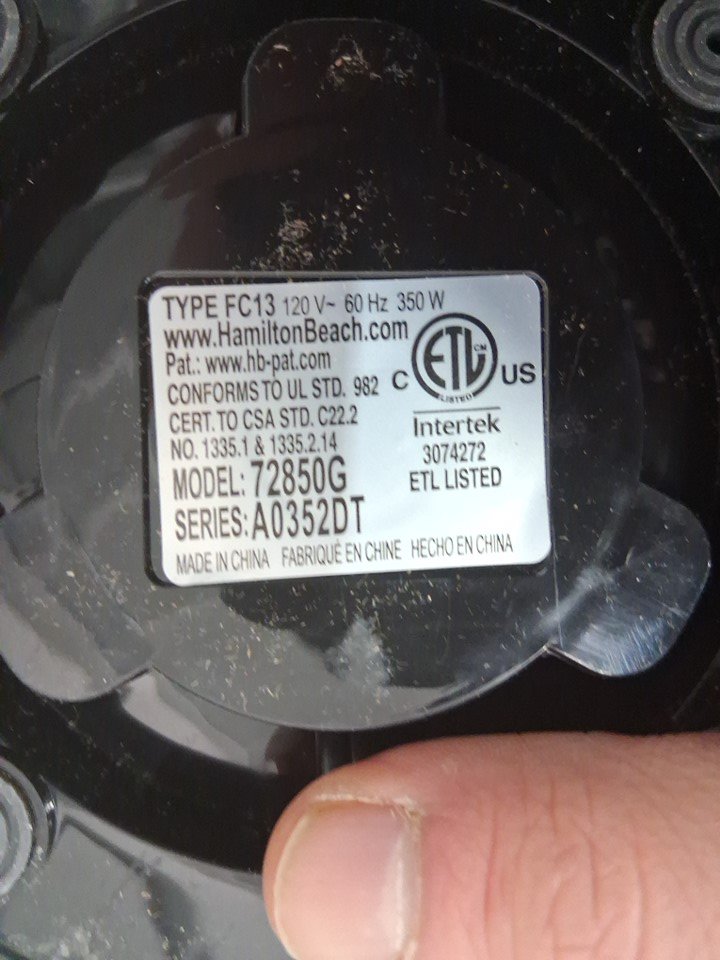 TYPE FC13 120 V~ 60 Hz 350 W
www.HamiltonBeach.com
Pat.: www.hb-pat.com
CONFORMS TO UL STD. 982
CERT. TO CSA STD. C22.2
NO. 1335.1 & 1335.2.14
MODEL: 72850G
SERIES: A0352DT
MADE IN CHINA FABRIQUÉ EN CHINE HECHO EN CHINA
C ETL CM US
LISTED
Intertek
3074272
ETL LISTED